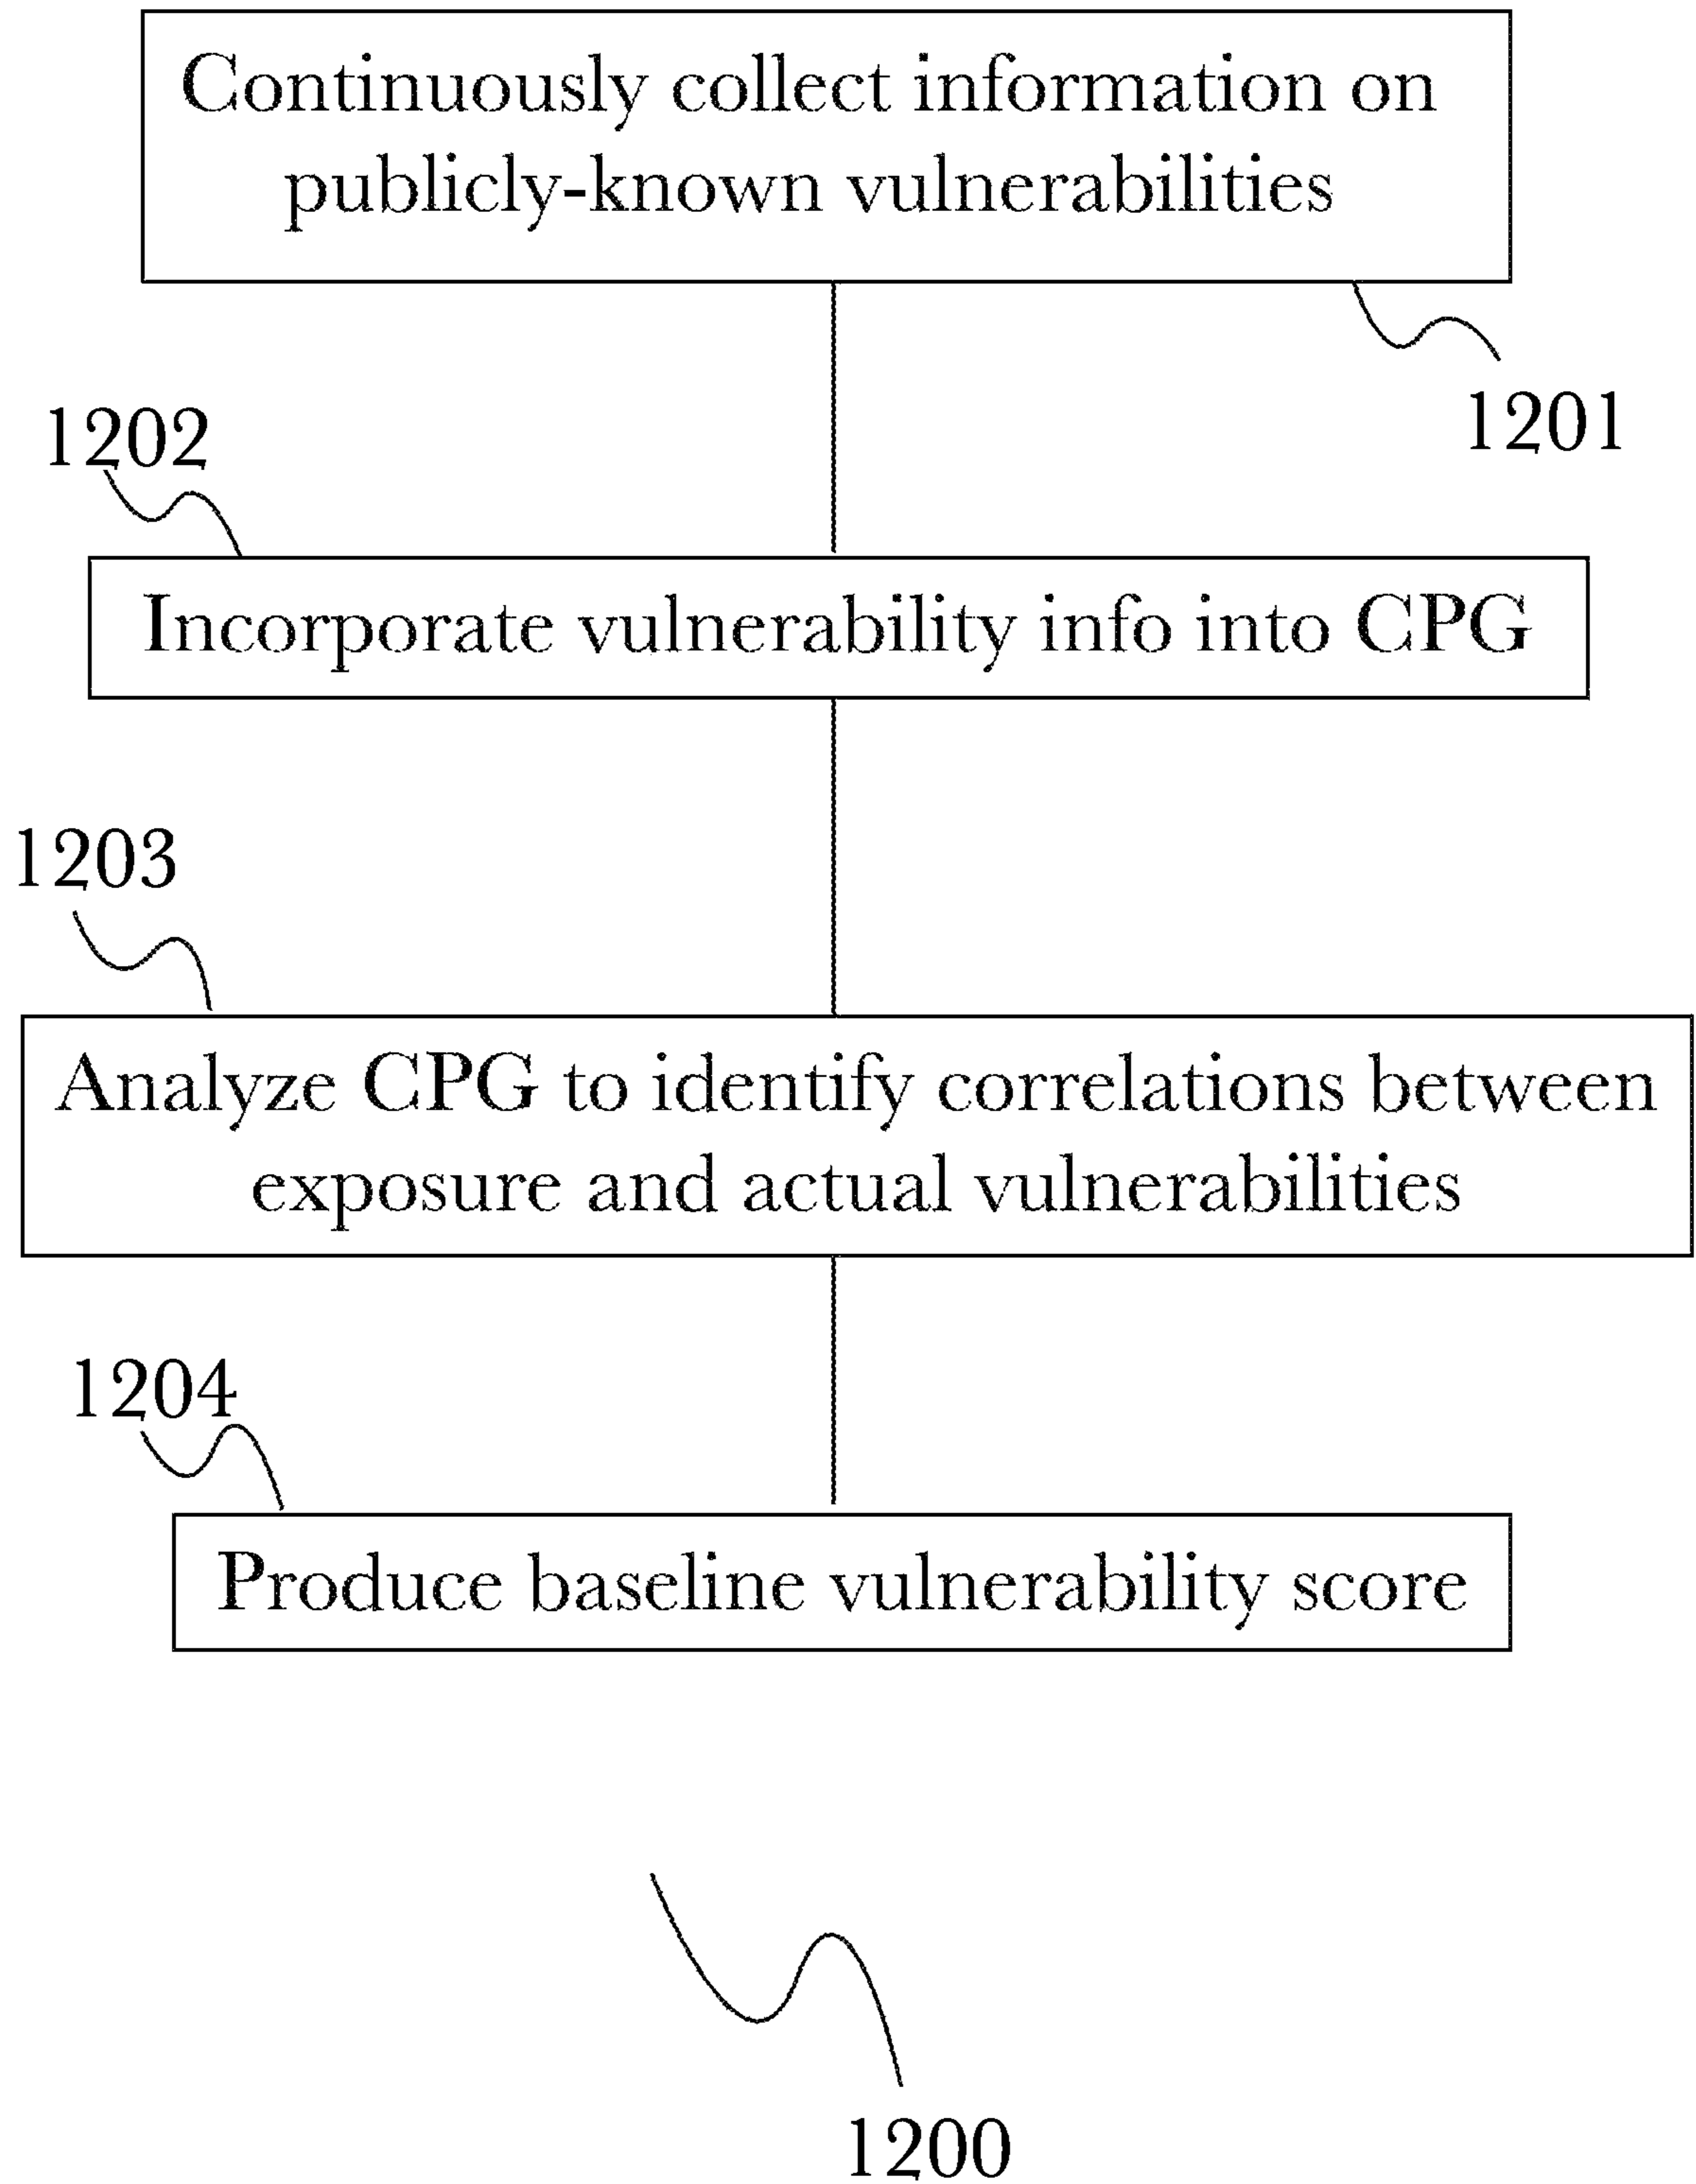 Continuously collect information on
publicly-known vulnerabilities
1201
1202
Incorporate vulnerability info into CPG
1203
Analyze CPG to identify correlations between
exposure and actual vulnerabilities
1204
Produce baseline vulnerability score
1200